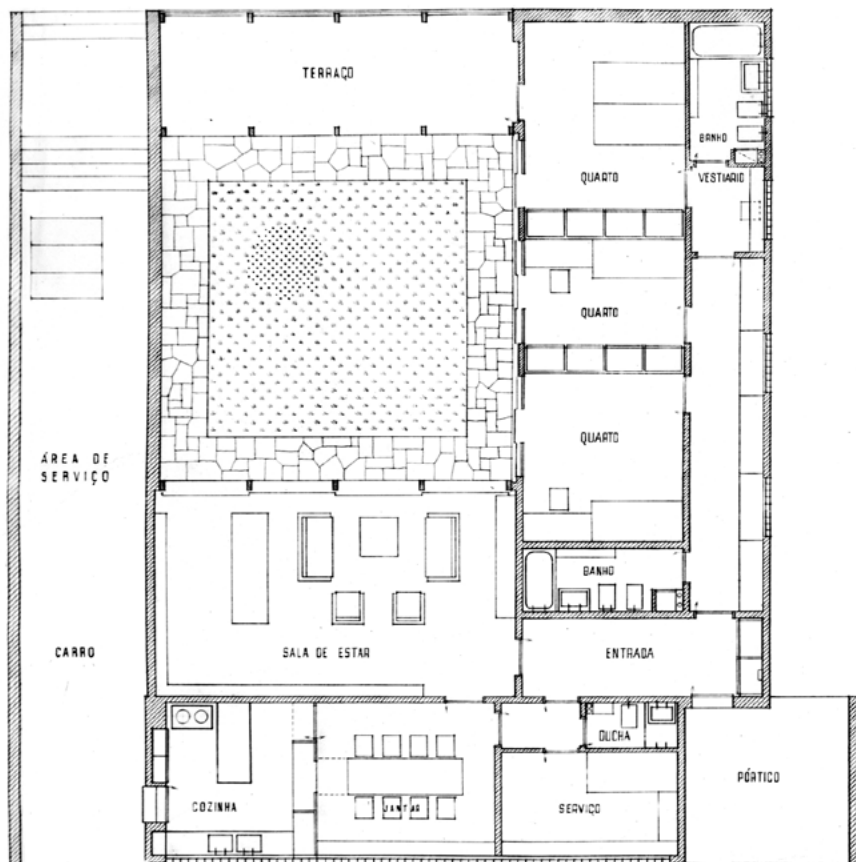 TERRAÇO
BANHO
QUARTO
VESTIARIO
QUARTO
QUARTO
ÁREA DE
SERVIÇO
BANHO
CARRO
SALA DE ESTAR
ENTRADA
DUCHA
PÓRTICO
COZINHA
JANTAR
SERVIÇO